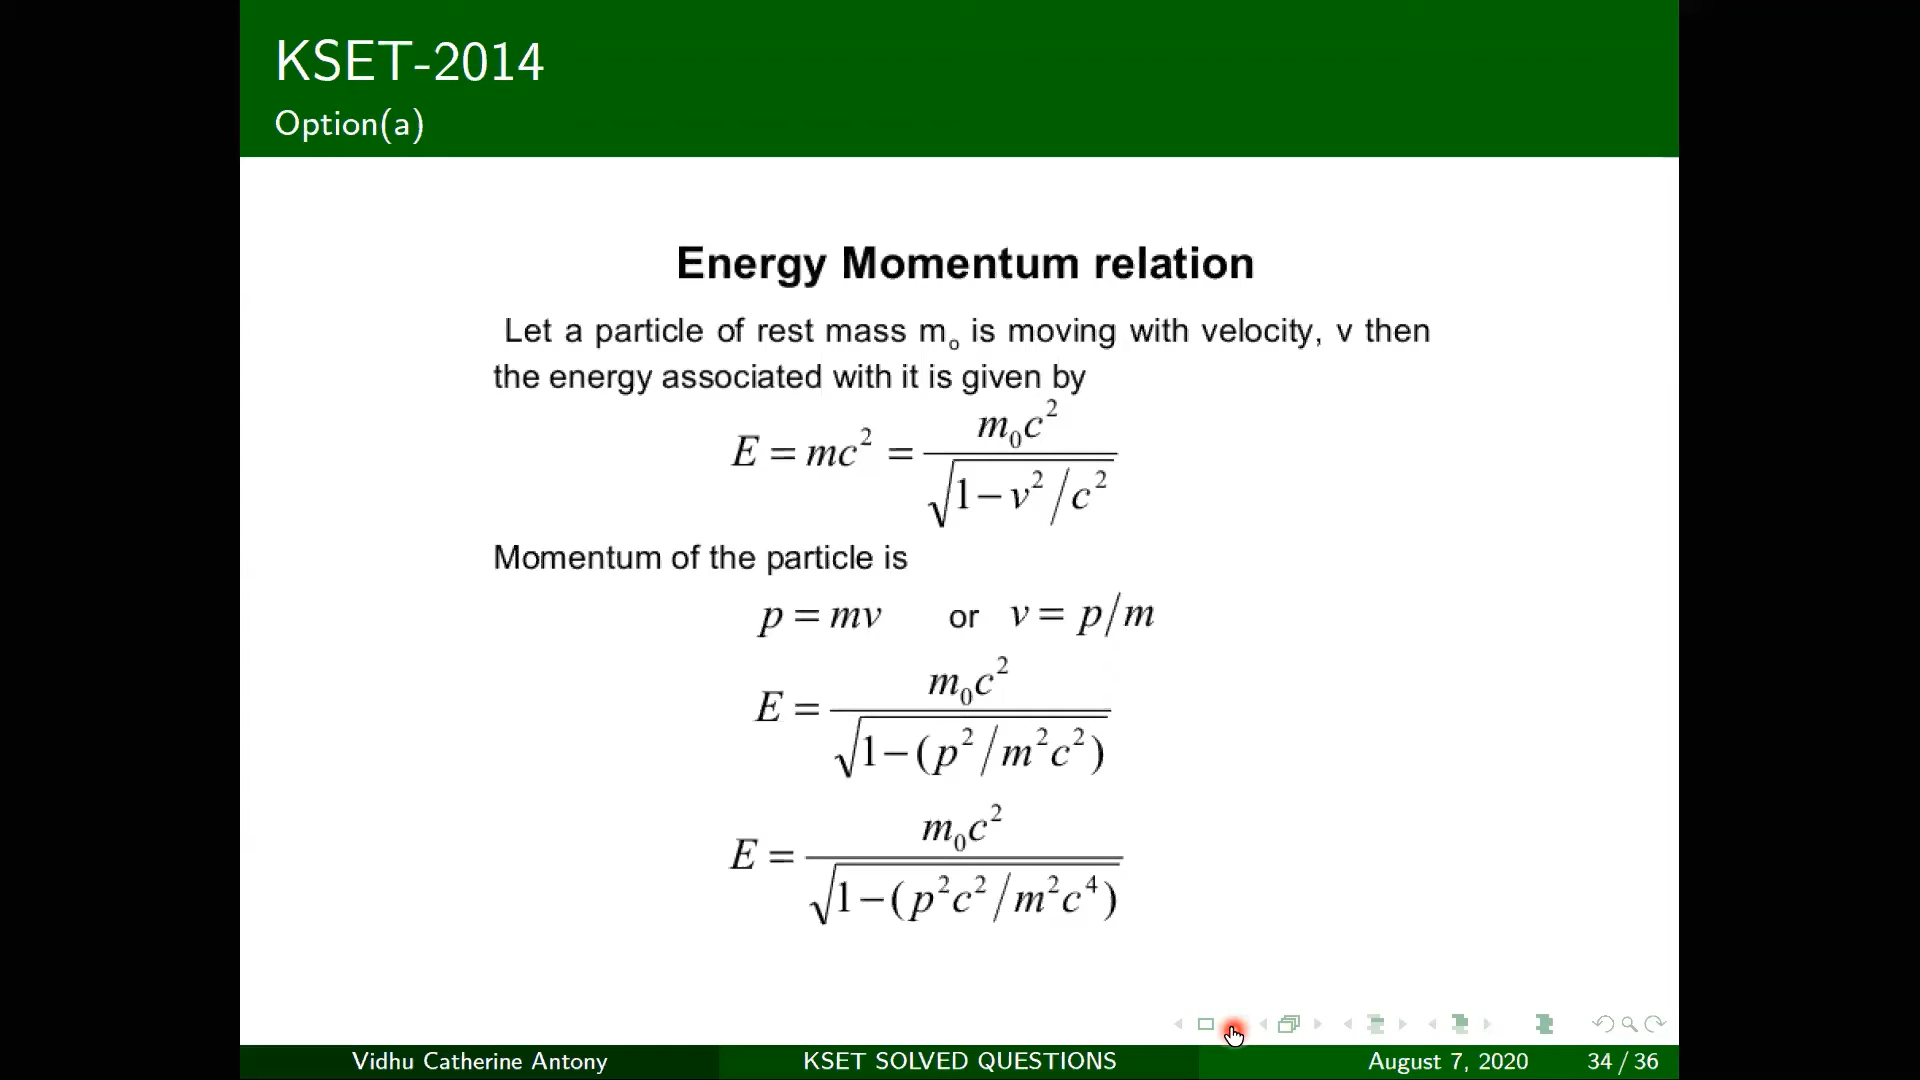 KSET-2014
Option(a)
Energy Momentum relation
Let a particle of rest mass mₒ is moving with velocity, v then
the energy associated with it is given by
E = mc² = m₀c² / √(1 − v²/c²)
Momentum of the particle is
p = mv or v = p/m
E = m₀c² / √(1 − (p²/m²c²))
E = m₀c² / √(1 − (p²c²/m²c⁴))
Vidhu Catherine Antony KSET SOLVED QUESTIONS August 7, 2020 34 / 36